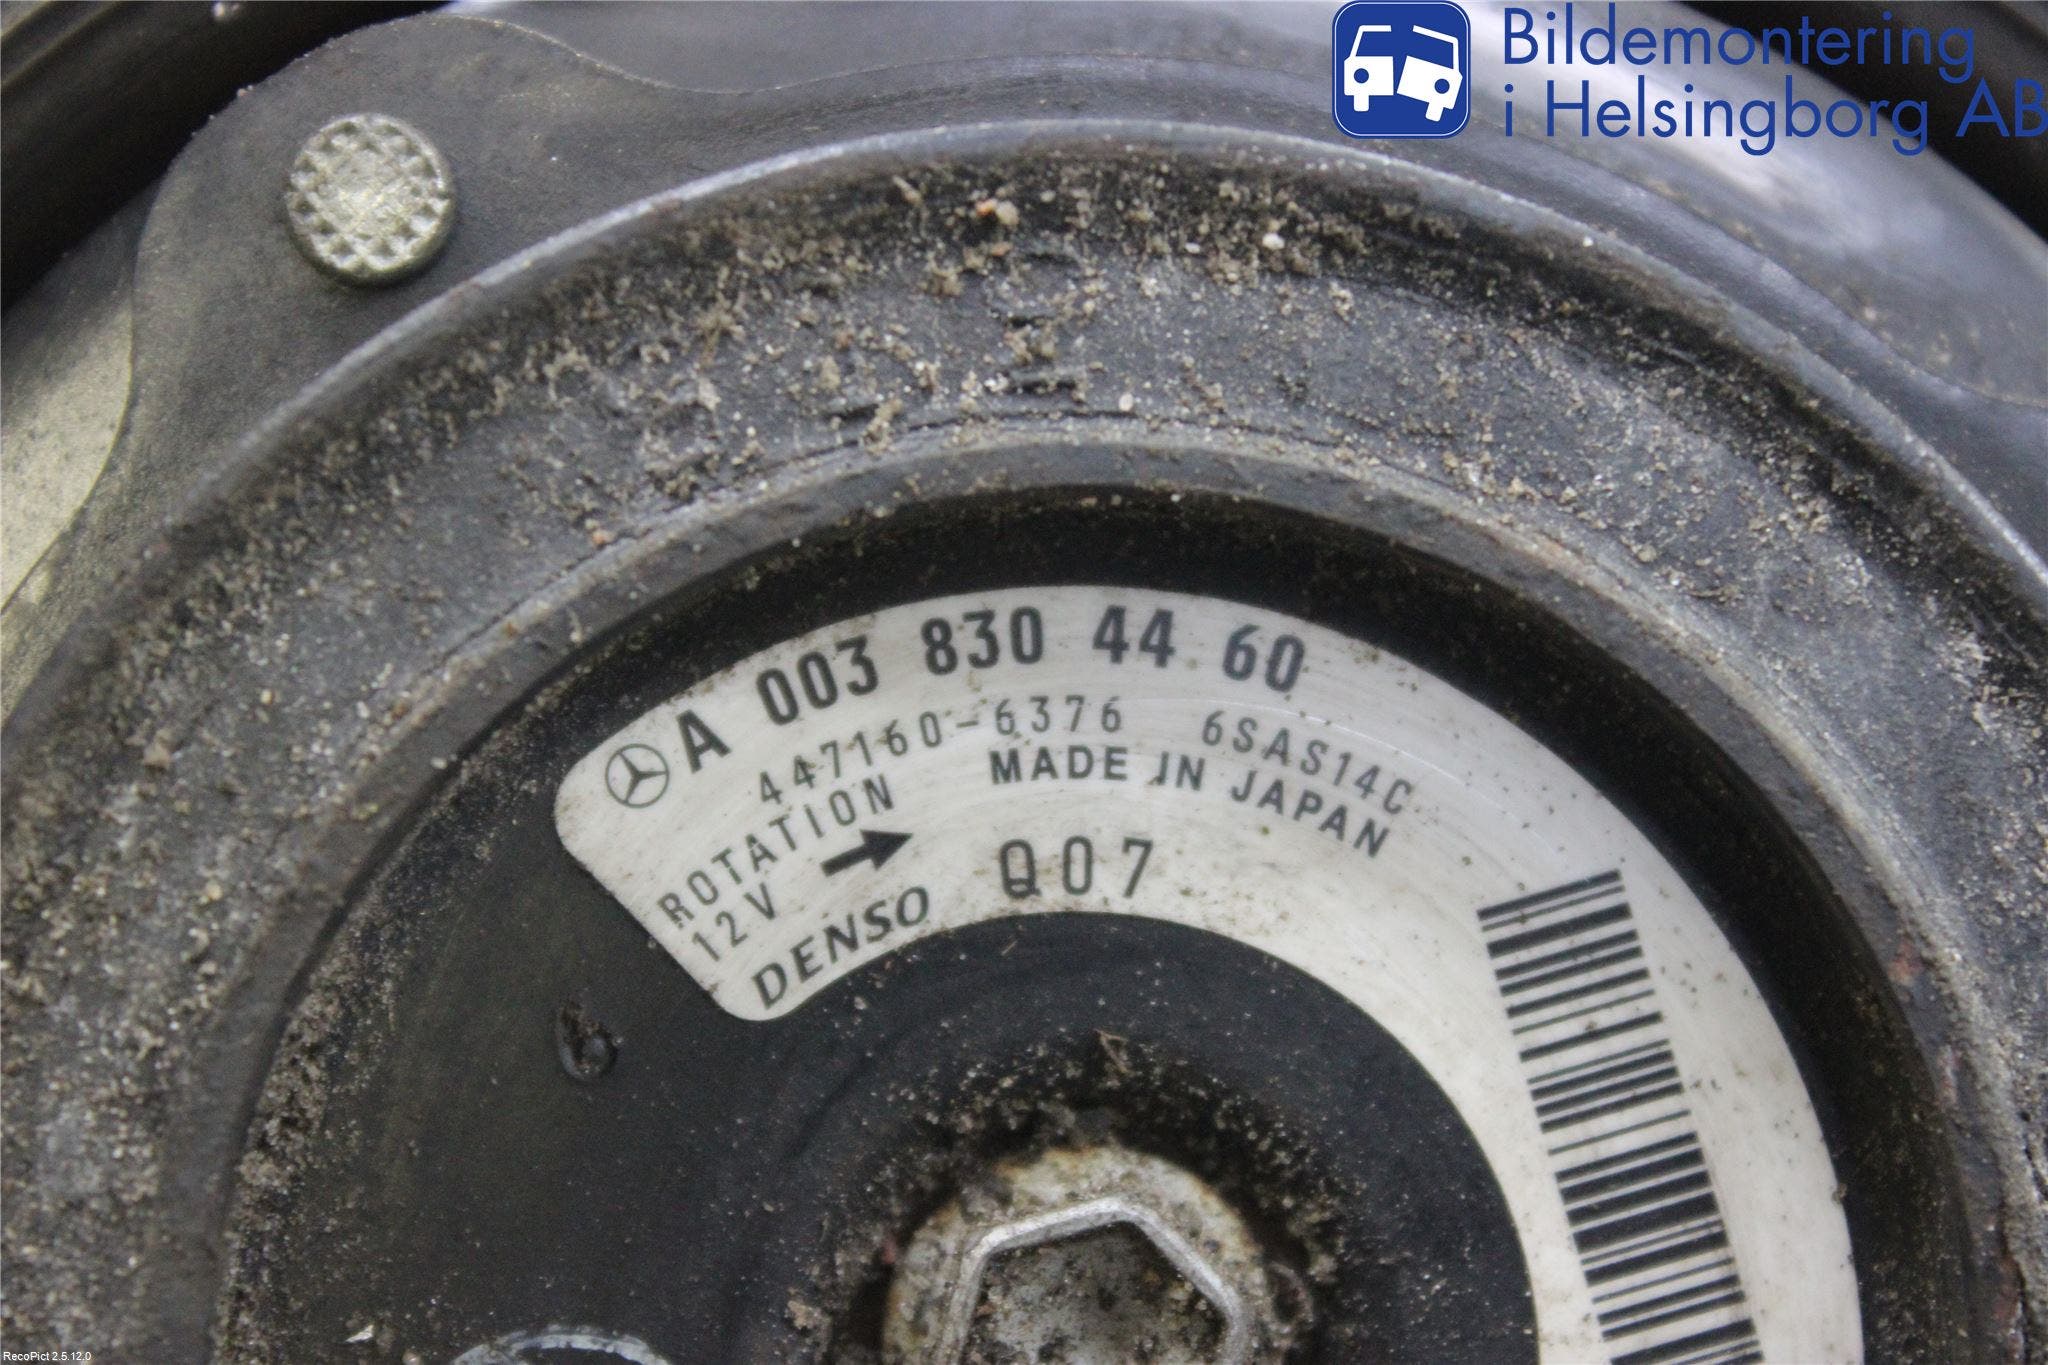 Bildemontering
i Helsingborg AB
A 003 830 44 60
447160-6376 6SAS14C
ROTATION MADE IN JAPAN
12V
DENSO Q07
RecoPict 2.5.12.0